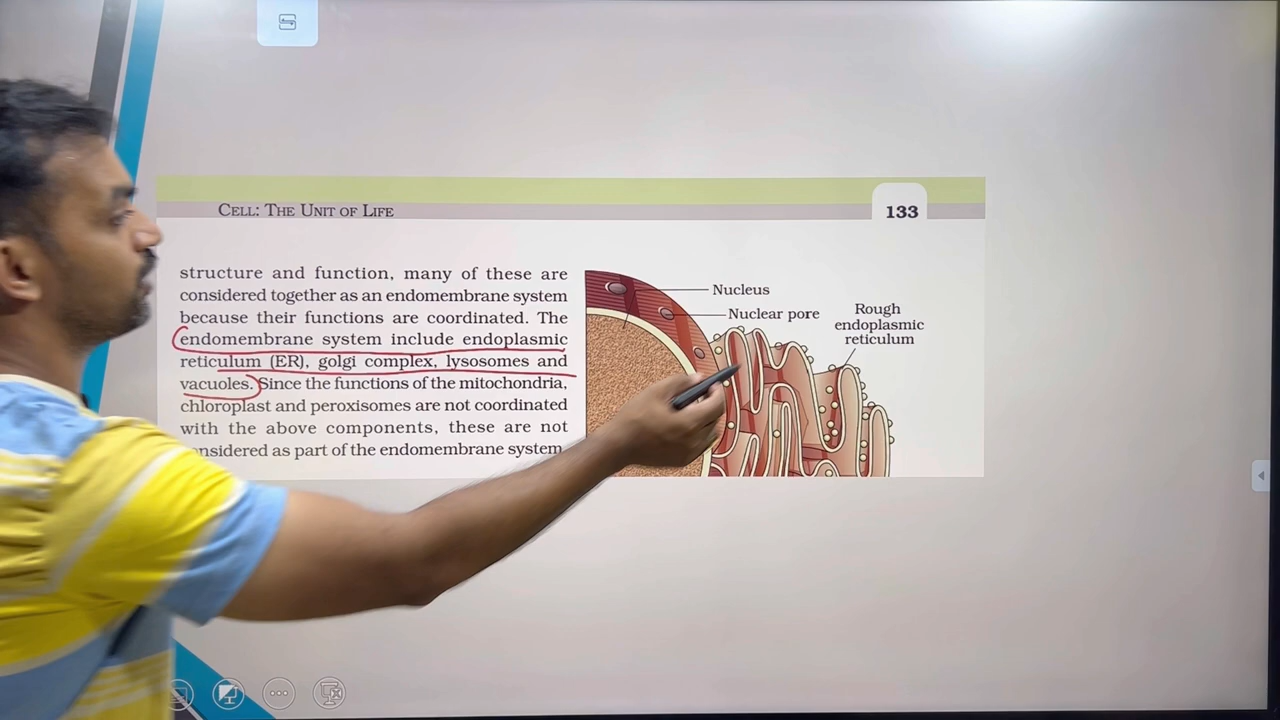 CELL: THE UNIT OF LIFE
133
structure and function, many of these are
considered together as an endomembrane system
because their functions are coordinated. The
endomembrane system include endoplasmic
reticulum (ER), golgi complex, lysosomes and
vacuoles. Since the functions of the mitochondria,
chloroplast and peroxisomes are not coordinated
with the above components, these are not
considered as part of the endomembrane system
Nucleus
Nuclear pore
Rough
endoplasmic
reticulum